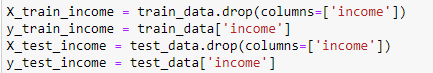 X_train_income = train_data.drop(columns=['income'])
y_train_income = train_data['income']
X_test_income = test_data.drop(columns=['income'])
y_test_income = test_data['income']